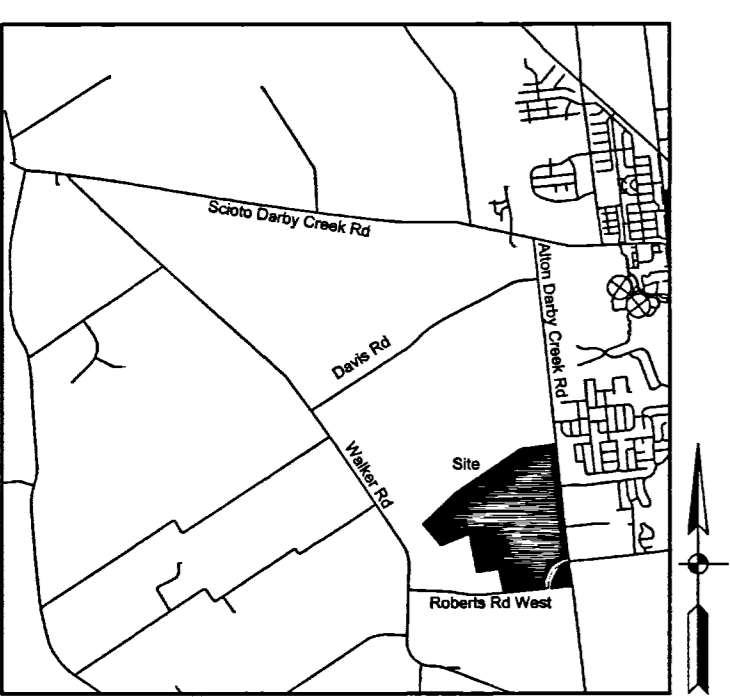 Scioto Darby Creek Rd
Alton Darby Creek Rd
Davis Rd
Walker Rd
Site
Roberts Rd West